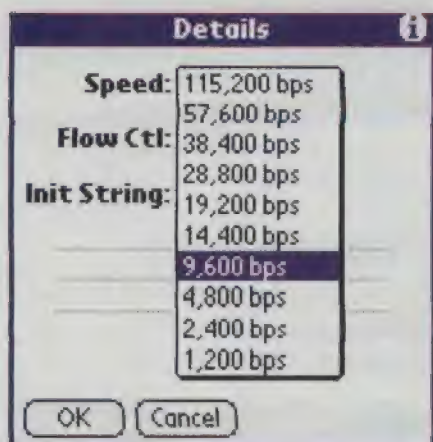 Details
Speed: 115,200 bps
57,600 bps
Flow Ctl: 38,400 bps
28,800 bps
Init String: 19,200 bps
14,400 bps
9,600 bps
4,800 bps
2,400 bps
1,200 bps
OK Cancel